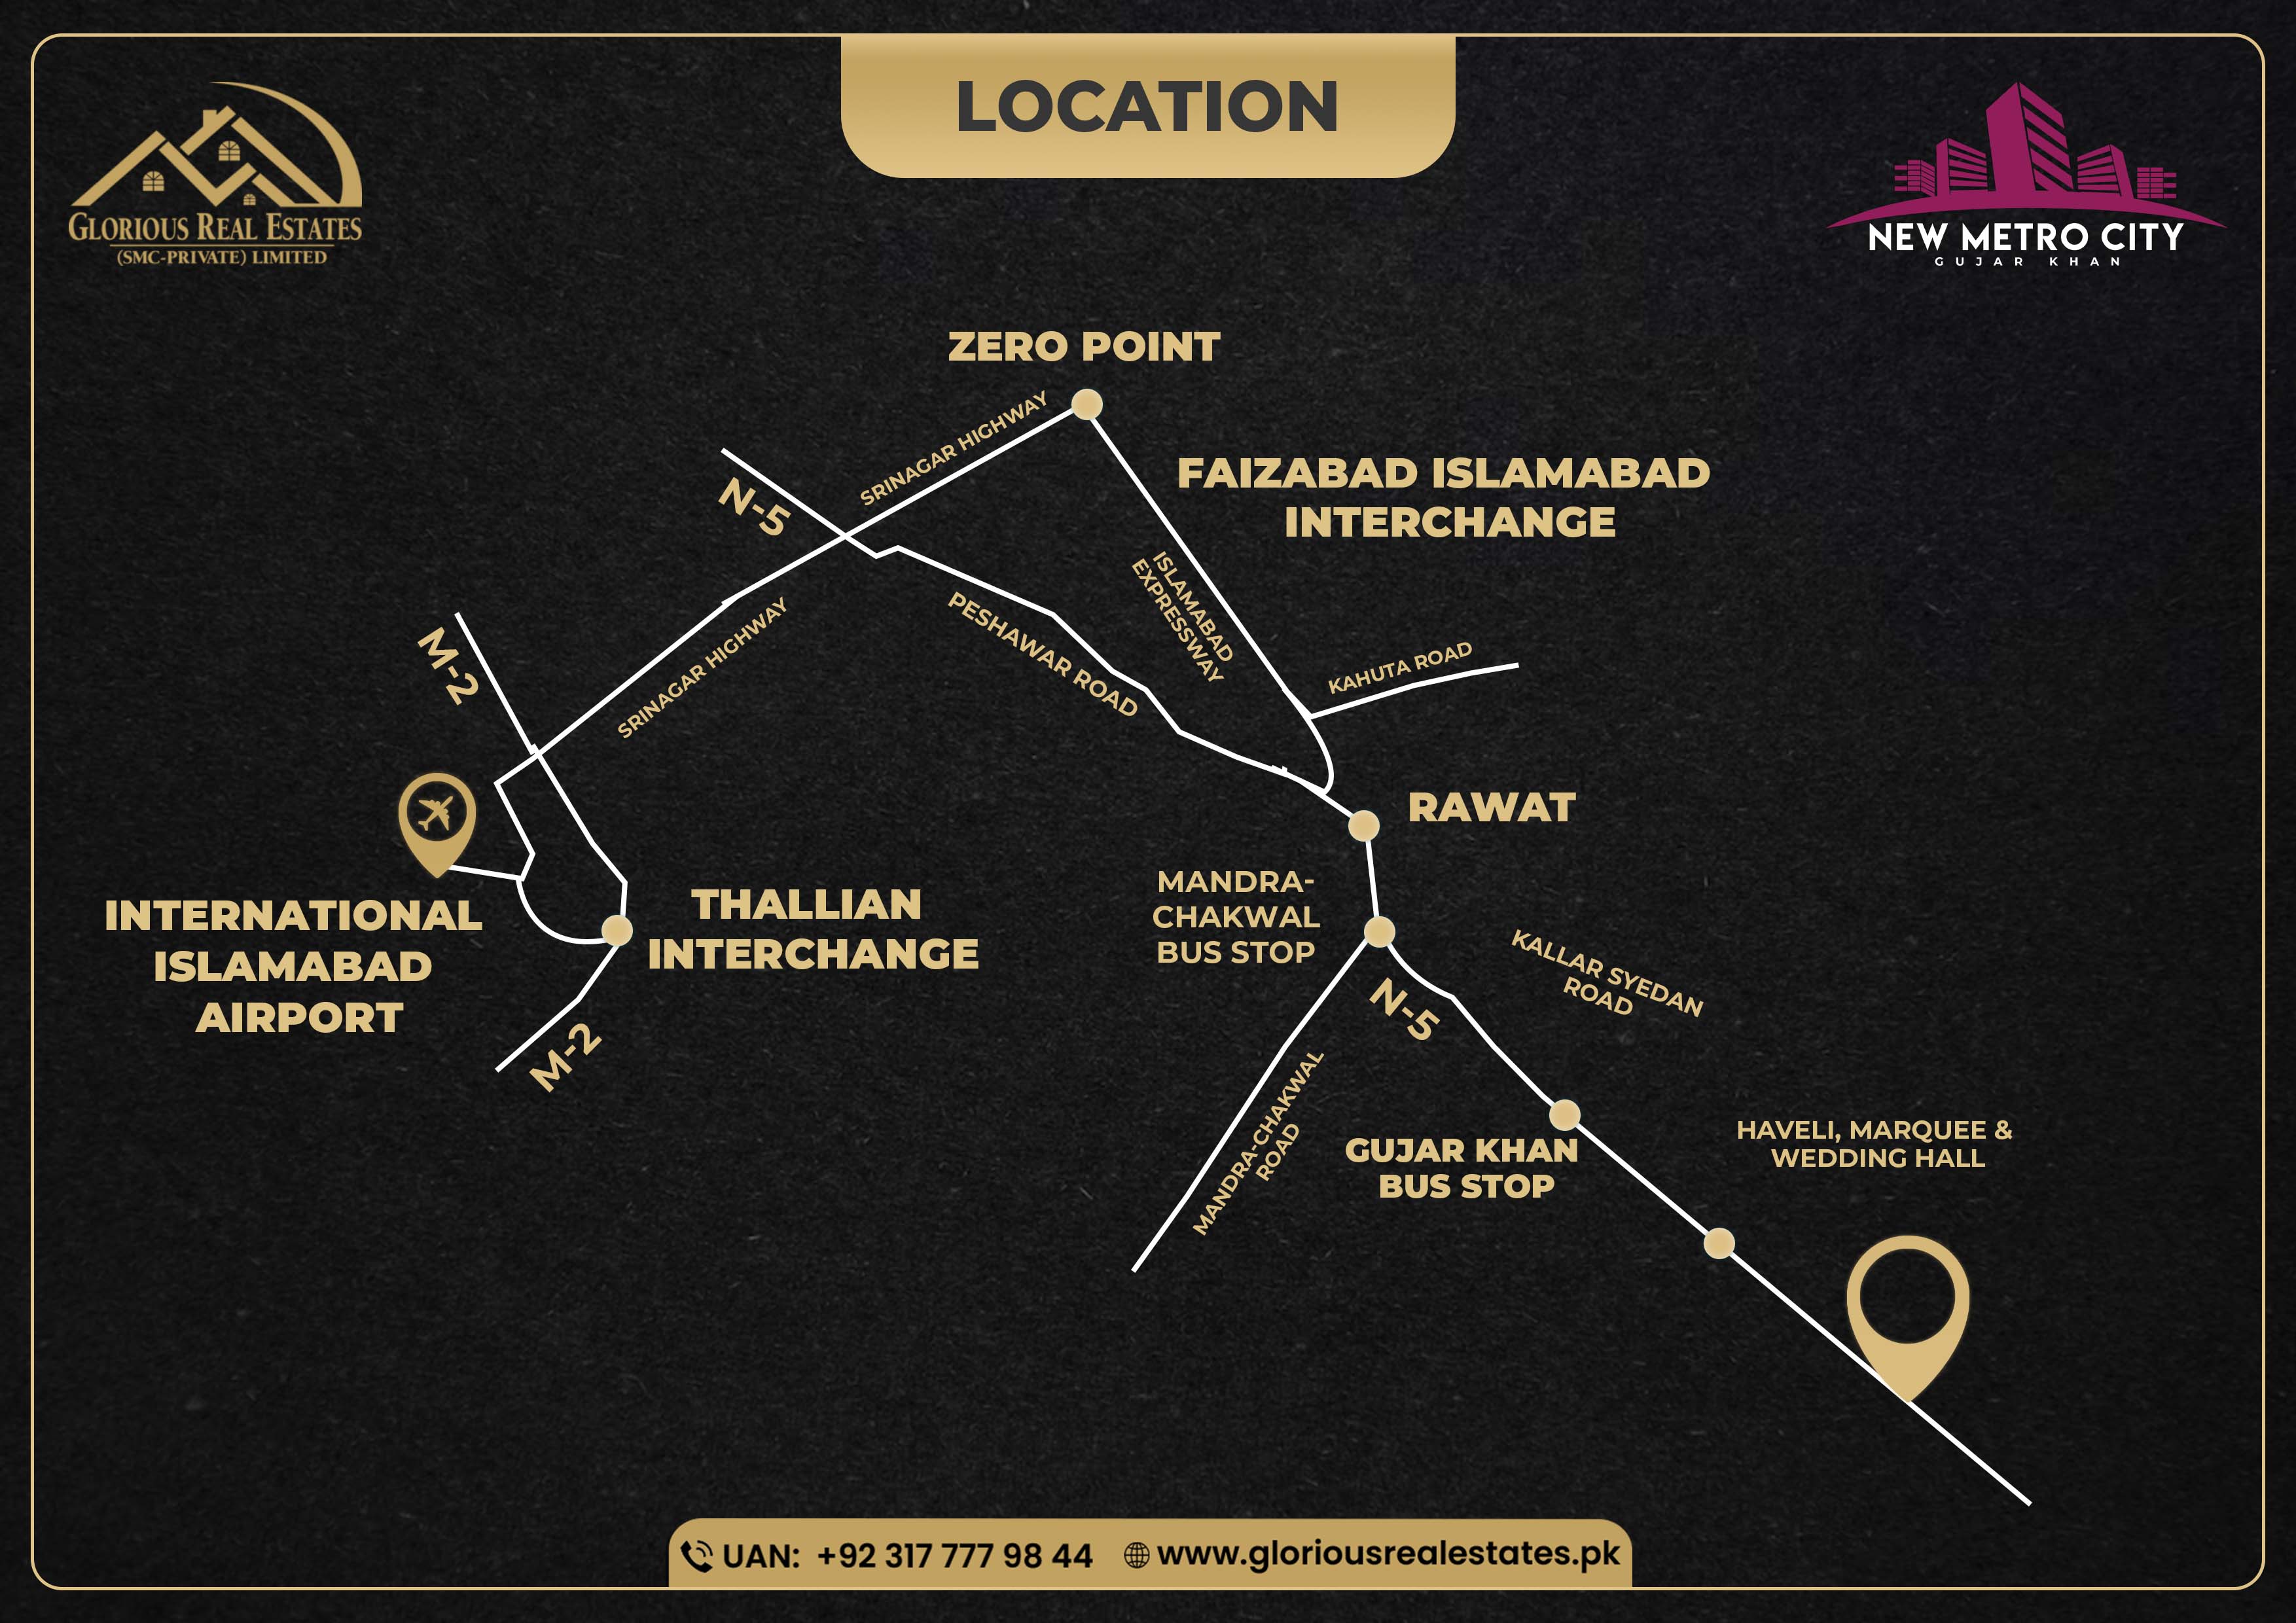 LOCATION
GLORIOUS REAL ESTATES
(SMC-PRIVATE) LIMITED
NEW METRO CITY
GUJAR KHAN
ZERO POINT
SRINAGAR HIGHWAY
N-5
FAIZABAD ISLAMABAD
INTERCHANGE
ISLAMABAD
EXPRESSWAY
PESHAWAR ROAD
SRINAGAR HIGHWAY
M-2
KAHUTA ROAD
RAWAT
INTERNATIONAL
ISLAMABAD
AIRPORT
THALLIAN
INTERCHANGE
M-2
MANDRA-
CHAKWAL
BUS STOP
KALLAR SYEDAN
ROAD
N-5
MANDRA-CHAKWAL
ROAD
GUJAR KHAN
BUS STOP
HAVELI, MARQUEE &
WEDDING HALL
UAN: +92 317 777 98 44
www.gloriousrealestates.pk